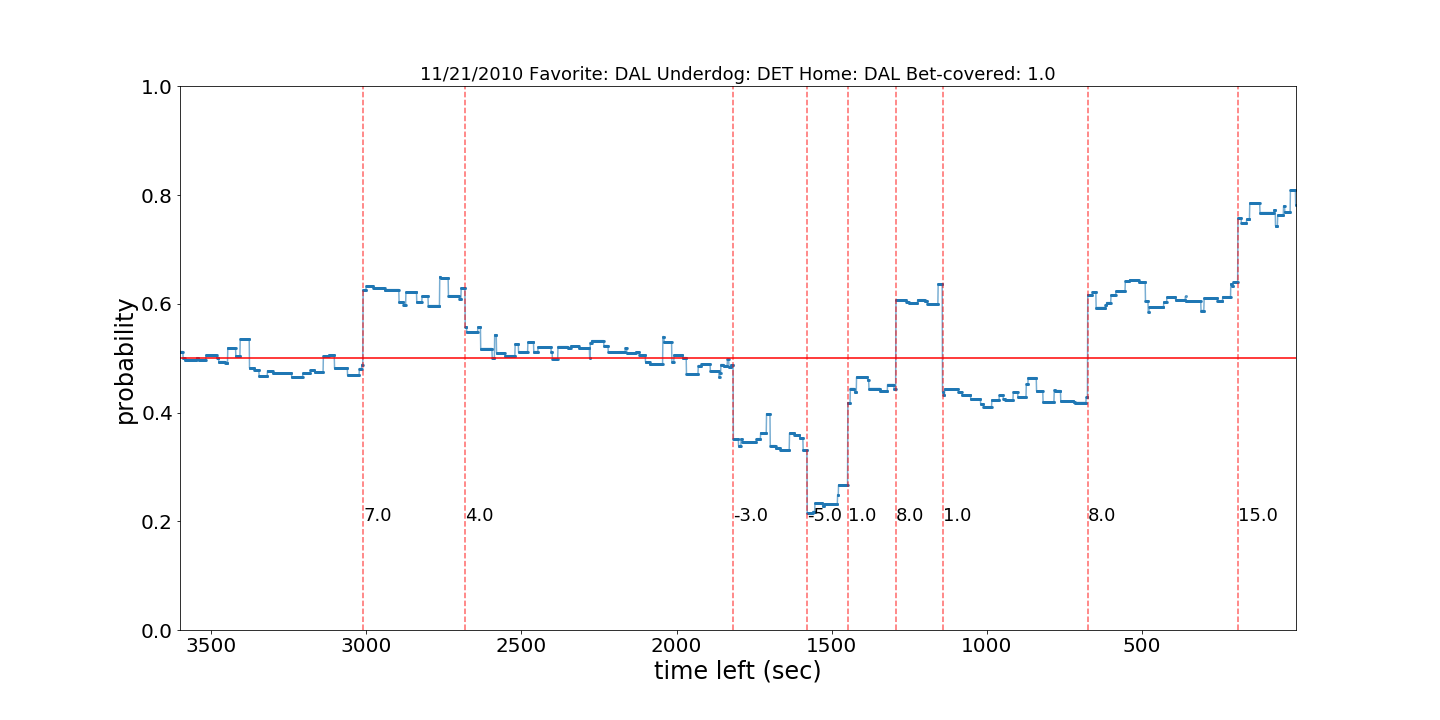 11/21/2010 Favorite: DAL Underdog: DET Home: DAL Bet-covered: 1.0
1.0
0.8
0.6
0.4
0.2
0.0
probability
7.0 4.0 -3.0 -5.0 1.0 8.0 1.0 8.0 15.0
3500 3000 2500 2000 1500 1000 500
time left (sec)